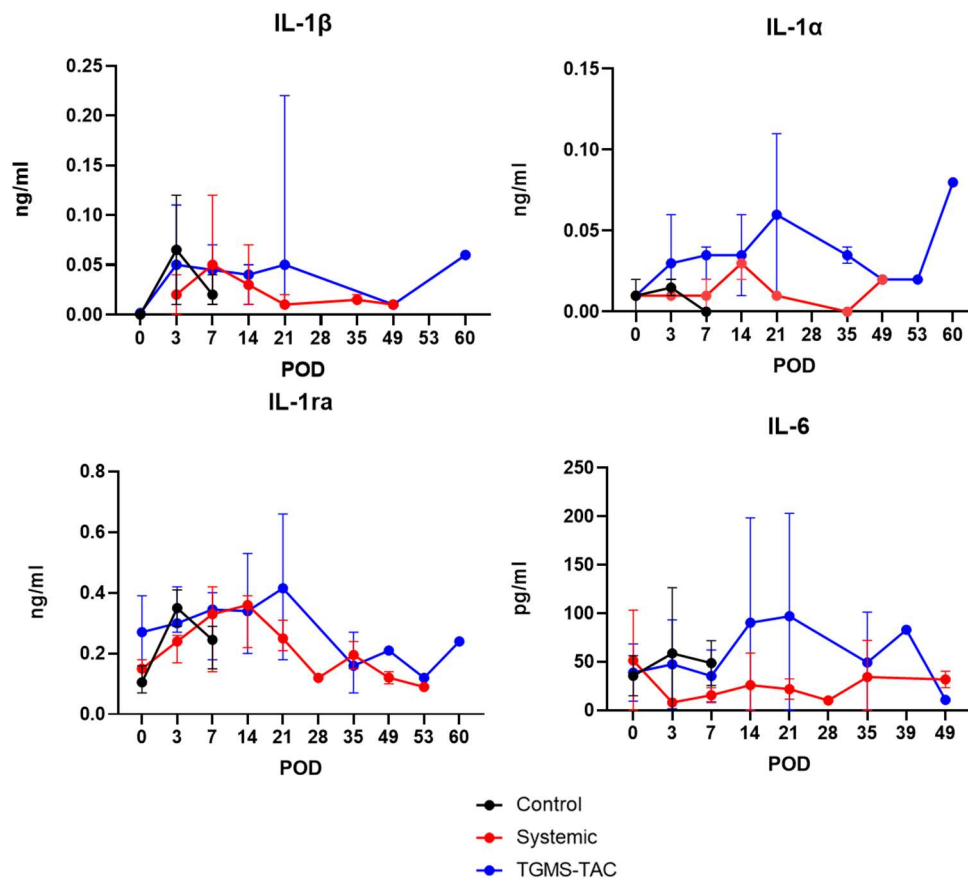 IL-1β
0.25
0.20
0.15
0.10
0.05
0.00
ng/ml
0 3 7 14 21 28 35 49 53 60
POD
IL-1α
0.15
0.10
0.05
0.00
ng/ml
0 3 7 14 21 28 35 49 53 60
POD
IL-1ra
0.8
0.6
0.4
0.2
0.0
ng/ml
0 3 7 14 21 28 35 49 53 60
POD
IL-6
250
200
150
100
50
0
pg/ml
0 3 7 14 21 28 35 39 49
POD
Control
Systemic
TGMS-TAC